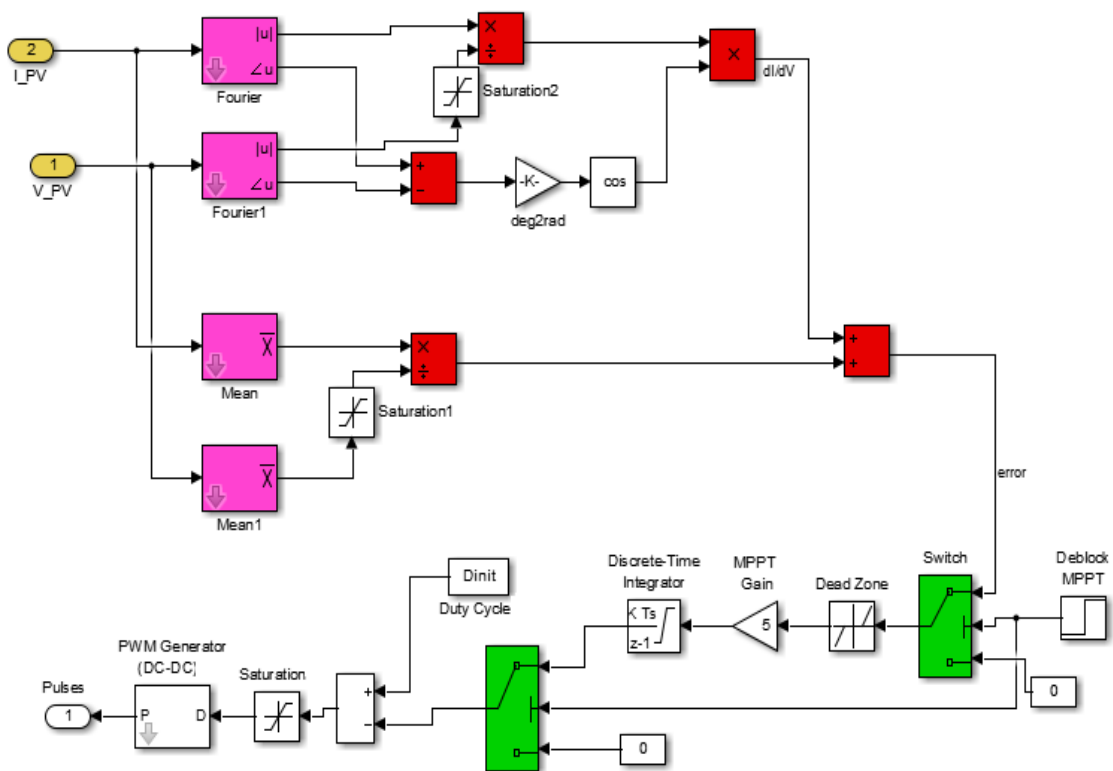 2
I_PV
|u|
∠u
Fourier
×
÷
Saturation2
×
dI/dV
1
V_PV
|u|
∠u
Fourier1
+
−
-K-
deg2rad
cos
X
Mean
×
÷
Saturation1
+
+
X
Mean1
error
Dinit
Duty Cycle
Discrete-Time
Integrator
K Ts
z-1
MPPT
Gain
5
Dead Zone
Switch
Deblock
MPPT
0
PWM Generator
(DC-DC)
Pulses
1
P
D
Saturation
+
−
0